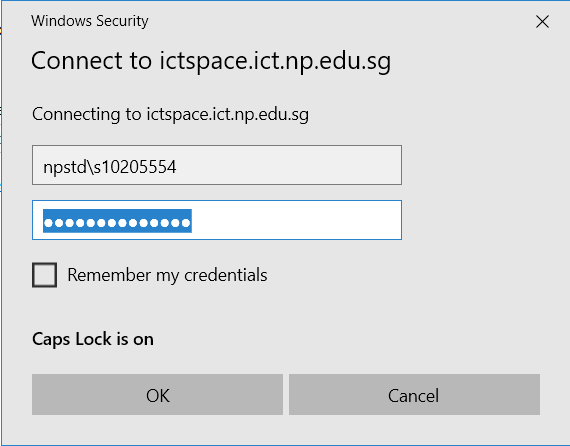 Windows Security
Connect to ictspace.ict.np.edu.sg
Connecting to ictspace.ict.np.edu.sg
npstd\s10205554
●●●●●●●●●●●●●●
Remember my credentials
Caps Lock is on
OK
Cancel